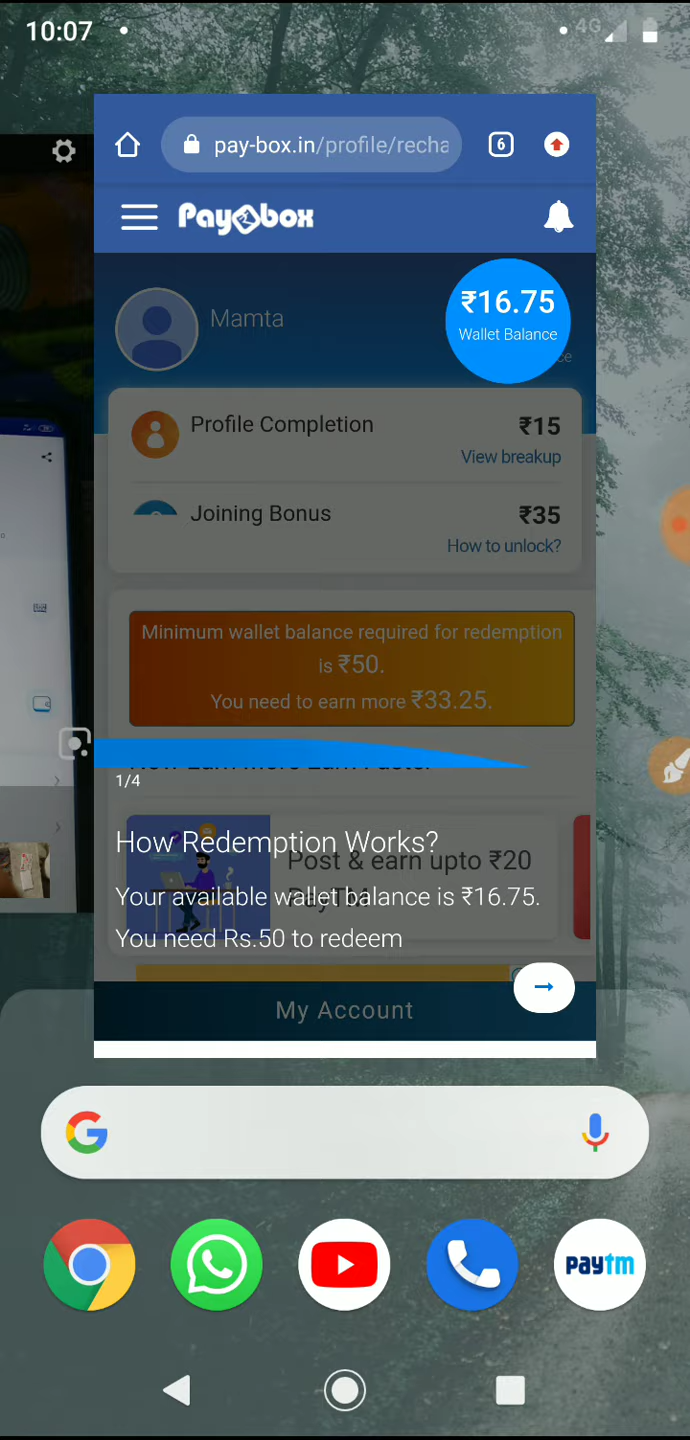 10:07
4G
pay-box.in/profile/recha
6
Paybox
Mamta
₹16.75
Wallet Balance
ce
Profile Completion
₹15
View breakup
Joining Bonus
₹35
How to unlock?
Minimum wallet balance required for redemption
is ₹50.
You need to earn more ₹33.25.
1/4
How Redemption Works?
Post & earn upto ₹20
PayTM
Your available wallet balance is ₹16.75.
You need Rs.50 to redeem
My Account
paytm